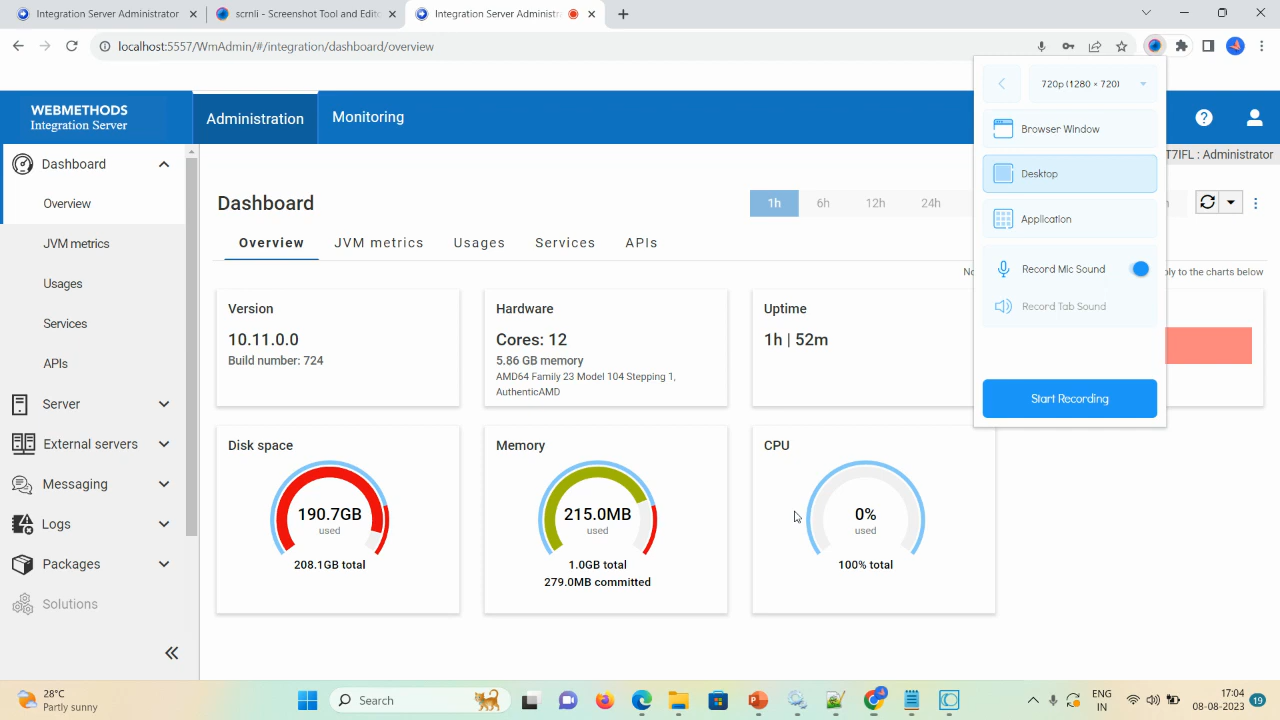 Integration Server Administrator
scrnli - Screenshot Tool and Edito
Integration Server Administr
localhost:5557/WmAdmin/#/integration/dashboard/overview
720p (1280 × 720)
Browser Window
Desktop
Application
Record Mic Sound
Record Tab Sound
Start Recording
WEBMETHODS
Integration Server
Administration
Monitoring
T7IFL : Administrator
Dashboard
Overview
JVM metrics
Usages
Services
APIs
Server
External servers
Messaging
Logs
Packages
Solutions
Dashboard
1h 6h 12h 24h
Overview JVM metrics Usages Services APIs
ply to the charts below
Version
10.11.0.0
Build number: 724
Hardware
Cores: 12
5.86 GB memory
AMD64 Family 23 Model 104 Stepping 1,
AuthenticAMD
Uptime
1h | 52m
Disk space
190.7GB
used
208.1GB total
Memory
215.0MB
used
1.0GB total
279.0MB committed
CPU
0%
used
100% total
28°C
Partly sunny
Search
ENG
IN
17:04
08-08-2023
19